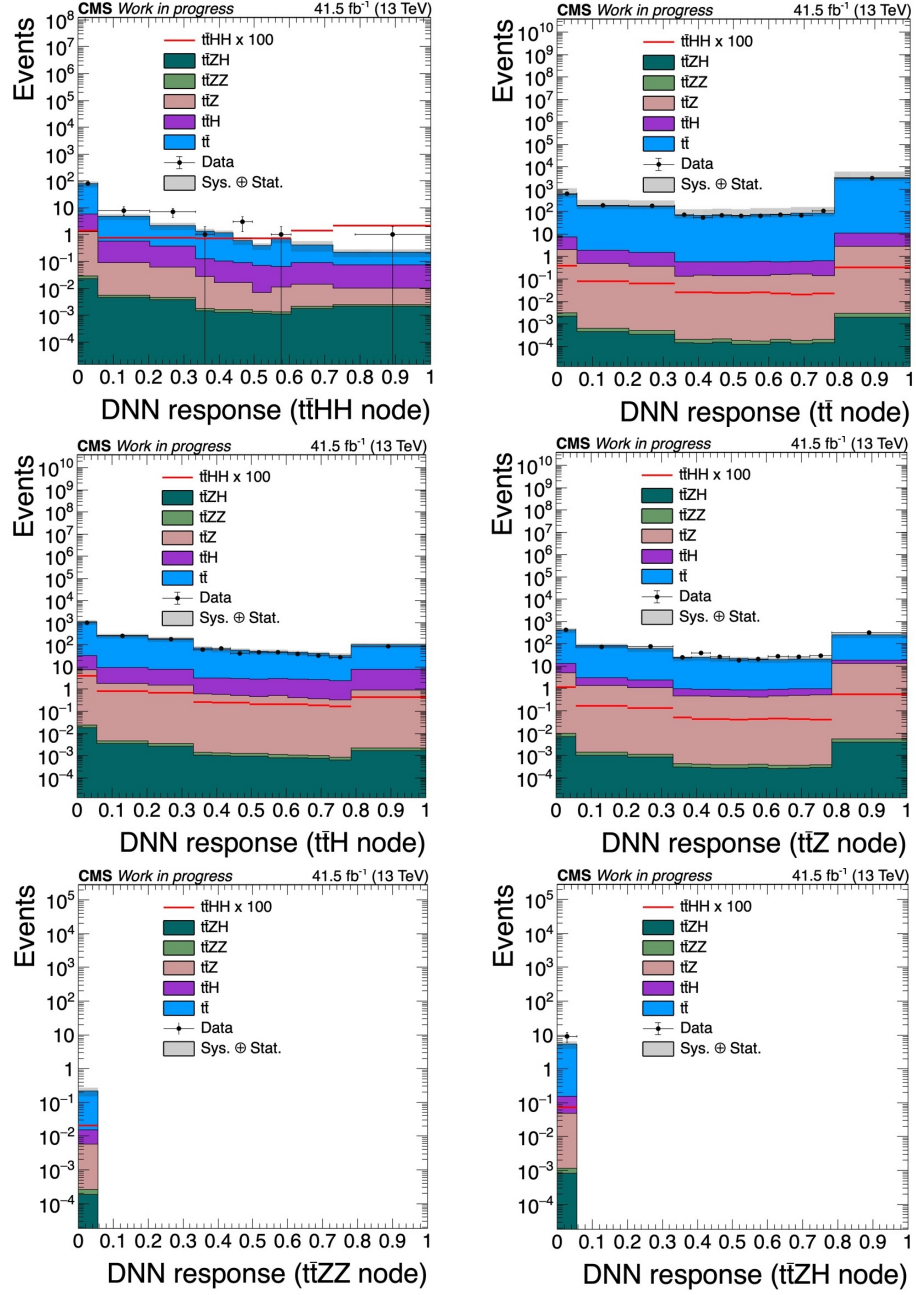 CMS Work in progress 41.5 fb⁻¹ (13 TeV)
Events
10⁸
10⁷
10⁶
10⁵
10⁴
10³
10²
10
1
10⁻¹
10⁻²
10⁻³
10⁻⁴
tt̄HH x 100
tt̄ZH
tt̄ZZ
tt̄Z
tt̄H
tt̄
Data
Sys. ⊕ Stat.
0 0.1 0.2 0.3 0.4 0.5 0.6 0.7 0.8 0.9 1
DNN response (tt̄HH node)
CMS Work in progress 41.5 fb⁻¹ (13 TeV)
Events
10¹⁰
10⁹
10⁸
10⁷
10⁶
10⁵
10⁴
10³
10²
10
1
10⁻¹
10⁻²
10⁻³
10⁻⁴
tt̄HH x 100
tt̄ZH
tt̄ZZ
tt̄Z
tt̄H
tt̄
Data
Sys. ⊕ Stat.
0 0.1 0.2 0.3 0.4 0.5 0.6 0.7 0.8 0.9 1
DNN response (tt̄ node)
CMS Work in progress 41.5 fb⁻¹ (13 TeV)
Events
10¹⁰
10⁹
10⁸
10⁷
10⁶
10⁵
10⁴
10³
10²
10
1
10⁻¹
10⁻²
10⁻³
10⁻⁴
tt̄HH x 100
tt̄ZH
tt̄ZZ
tt̄Z
tt̄H
tt̄
Data
Sys. ⊕ Stat.
0 0.1 0.2 0.3 0.4 0.5 0.6 0.7 0.8 0.9 1
DNN response (tt̄H node)
CMS Work in progress 41.5 fb⁻¹ (13 TeV)
Events
10¹⁰
10⁹
10⁸
10⁷
10⁶
10⁵
10⁴
10³
10²
10
1
10⁻¹
10⁻²
10⁻³
10⁻⁴
tt̄HH x 100
tt̄ZH
tt̄ZZ
tt̄Z
tt̄H
tt̄
Data
Sys. ⊕ Stat.
0 0.1 0.2 0.3 0.4 0.5 0.6 0.7 0.8 0.9 1
DNN response (tt̄Z node)
CMS Work in progress 41.5 fb⁻¹ (13 TeV)
Events
10⁵
10⁴
10³
10²
10
1
10⁻¹
10⁻²
10⁻³
10⁻⁴
tt̄HH x 100
tt̄ZH
tt̄ZZ
tt̄Z
tt̄H
tt̄
Data
Sys. ⊕ Stat.
0 0.1 0.2 0.3 0.4 0.5 0.6 0.7 0.8 0.9 1
DNN response (tt̄ZZ node)
CMS Work in progress 41.5 fb⁻¹ (13 TeV)
Events
10⁵
10⁴
10³
10²
10
1
10⁻¹
10⁻²
10⁻³
10⁻⁴
tt̄HH x 100
tt̄ZH
tt̄ZZ
tt̄Z
tt̄H
tt̄
Data
Sys. ⊕ Stat.
0 0.1 0.2 0.3 0.4 0.5 0.6 0.7 0.8 0.9 1
DNN response (tt̄ZH node)